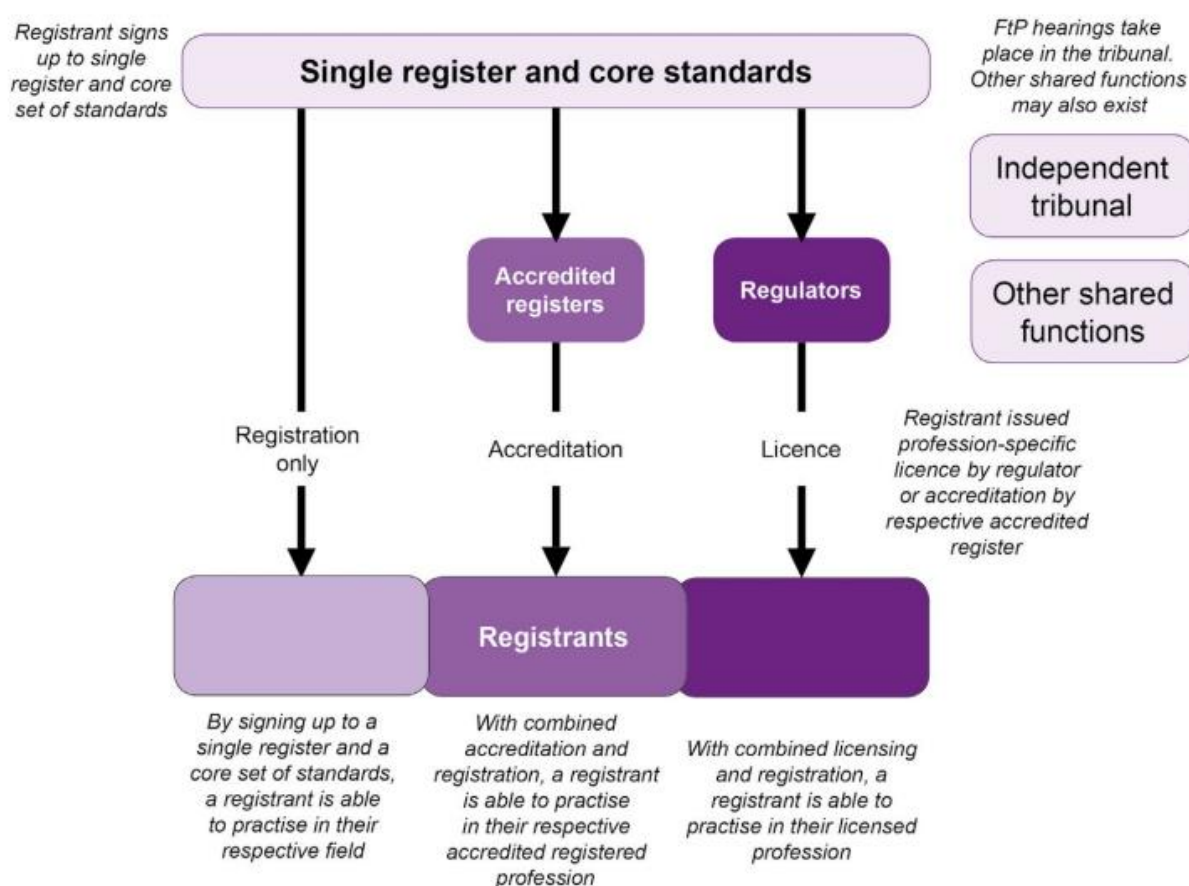 Registrant signs
up to single
register and core
set of standards
Single register and core standards
FtP hearings take
place in the tribunal.
Other shared functions
may also exist
Independent
tribunal
Other shared
functions
Accredited
registers
Regulators
Registration
only
Accreditation
Licence
Registrant issued
profession-specific
licence by regulator
or accreditation by
respective accredited
register
Registrants
By signing up to a
single register and a
core set of standards,
a registrant is able
to practise in their
respective field
With combined
accreditation and
registration, a registrant
is able to practise
in their respective
accredited registered
profession
With combined licensing
and registration, a
registrant is able to
practise in their licensed
profession